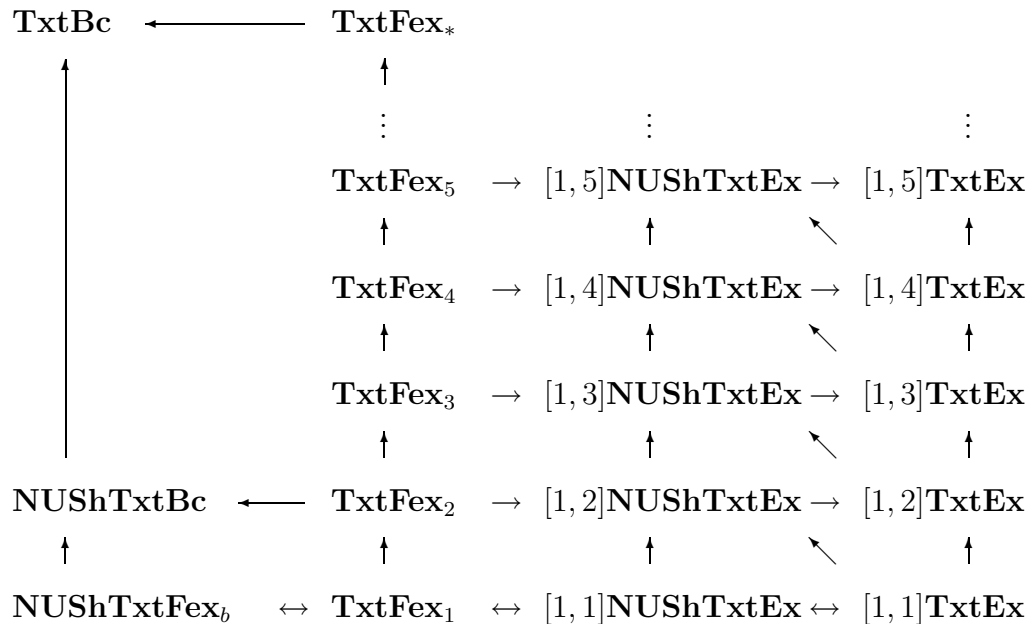 TxtBc ← TxtFex*
⋮ ⋮ ⋮
TxtFex₅ → [1, 5]NUShTxtEx → [1, 5]TxtEx
TxtFex₄ → [1, 4]NUShTxtEx → [1, 4]TxtEx
TxtFex₃ → [1, 3]NUShTxtEx → [1, 3]TxtEx
NUShTxtBc ← TxtFex₂ → [1, 2]NUShTxtEx → [1, 2]TxtEx
NUShTxtFex_b ↔ TxtFex₁ ↔ [1, 1]NUShTxtEx ↔ [1, 1]TxtEx